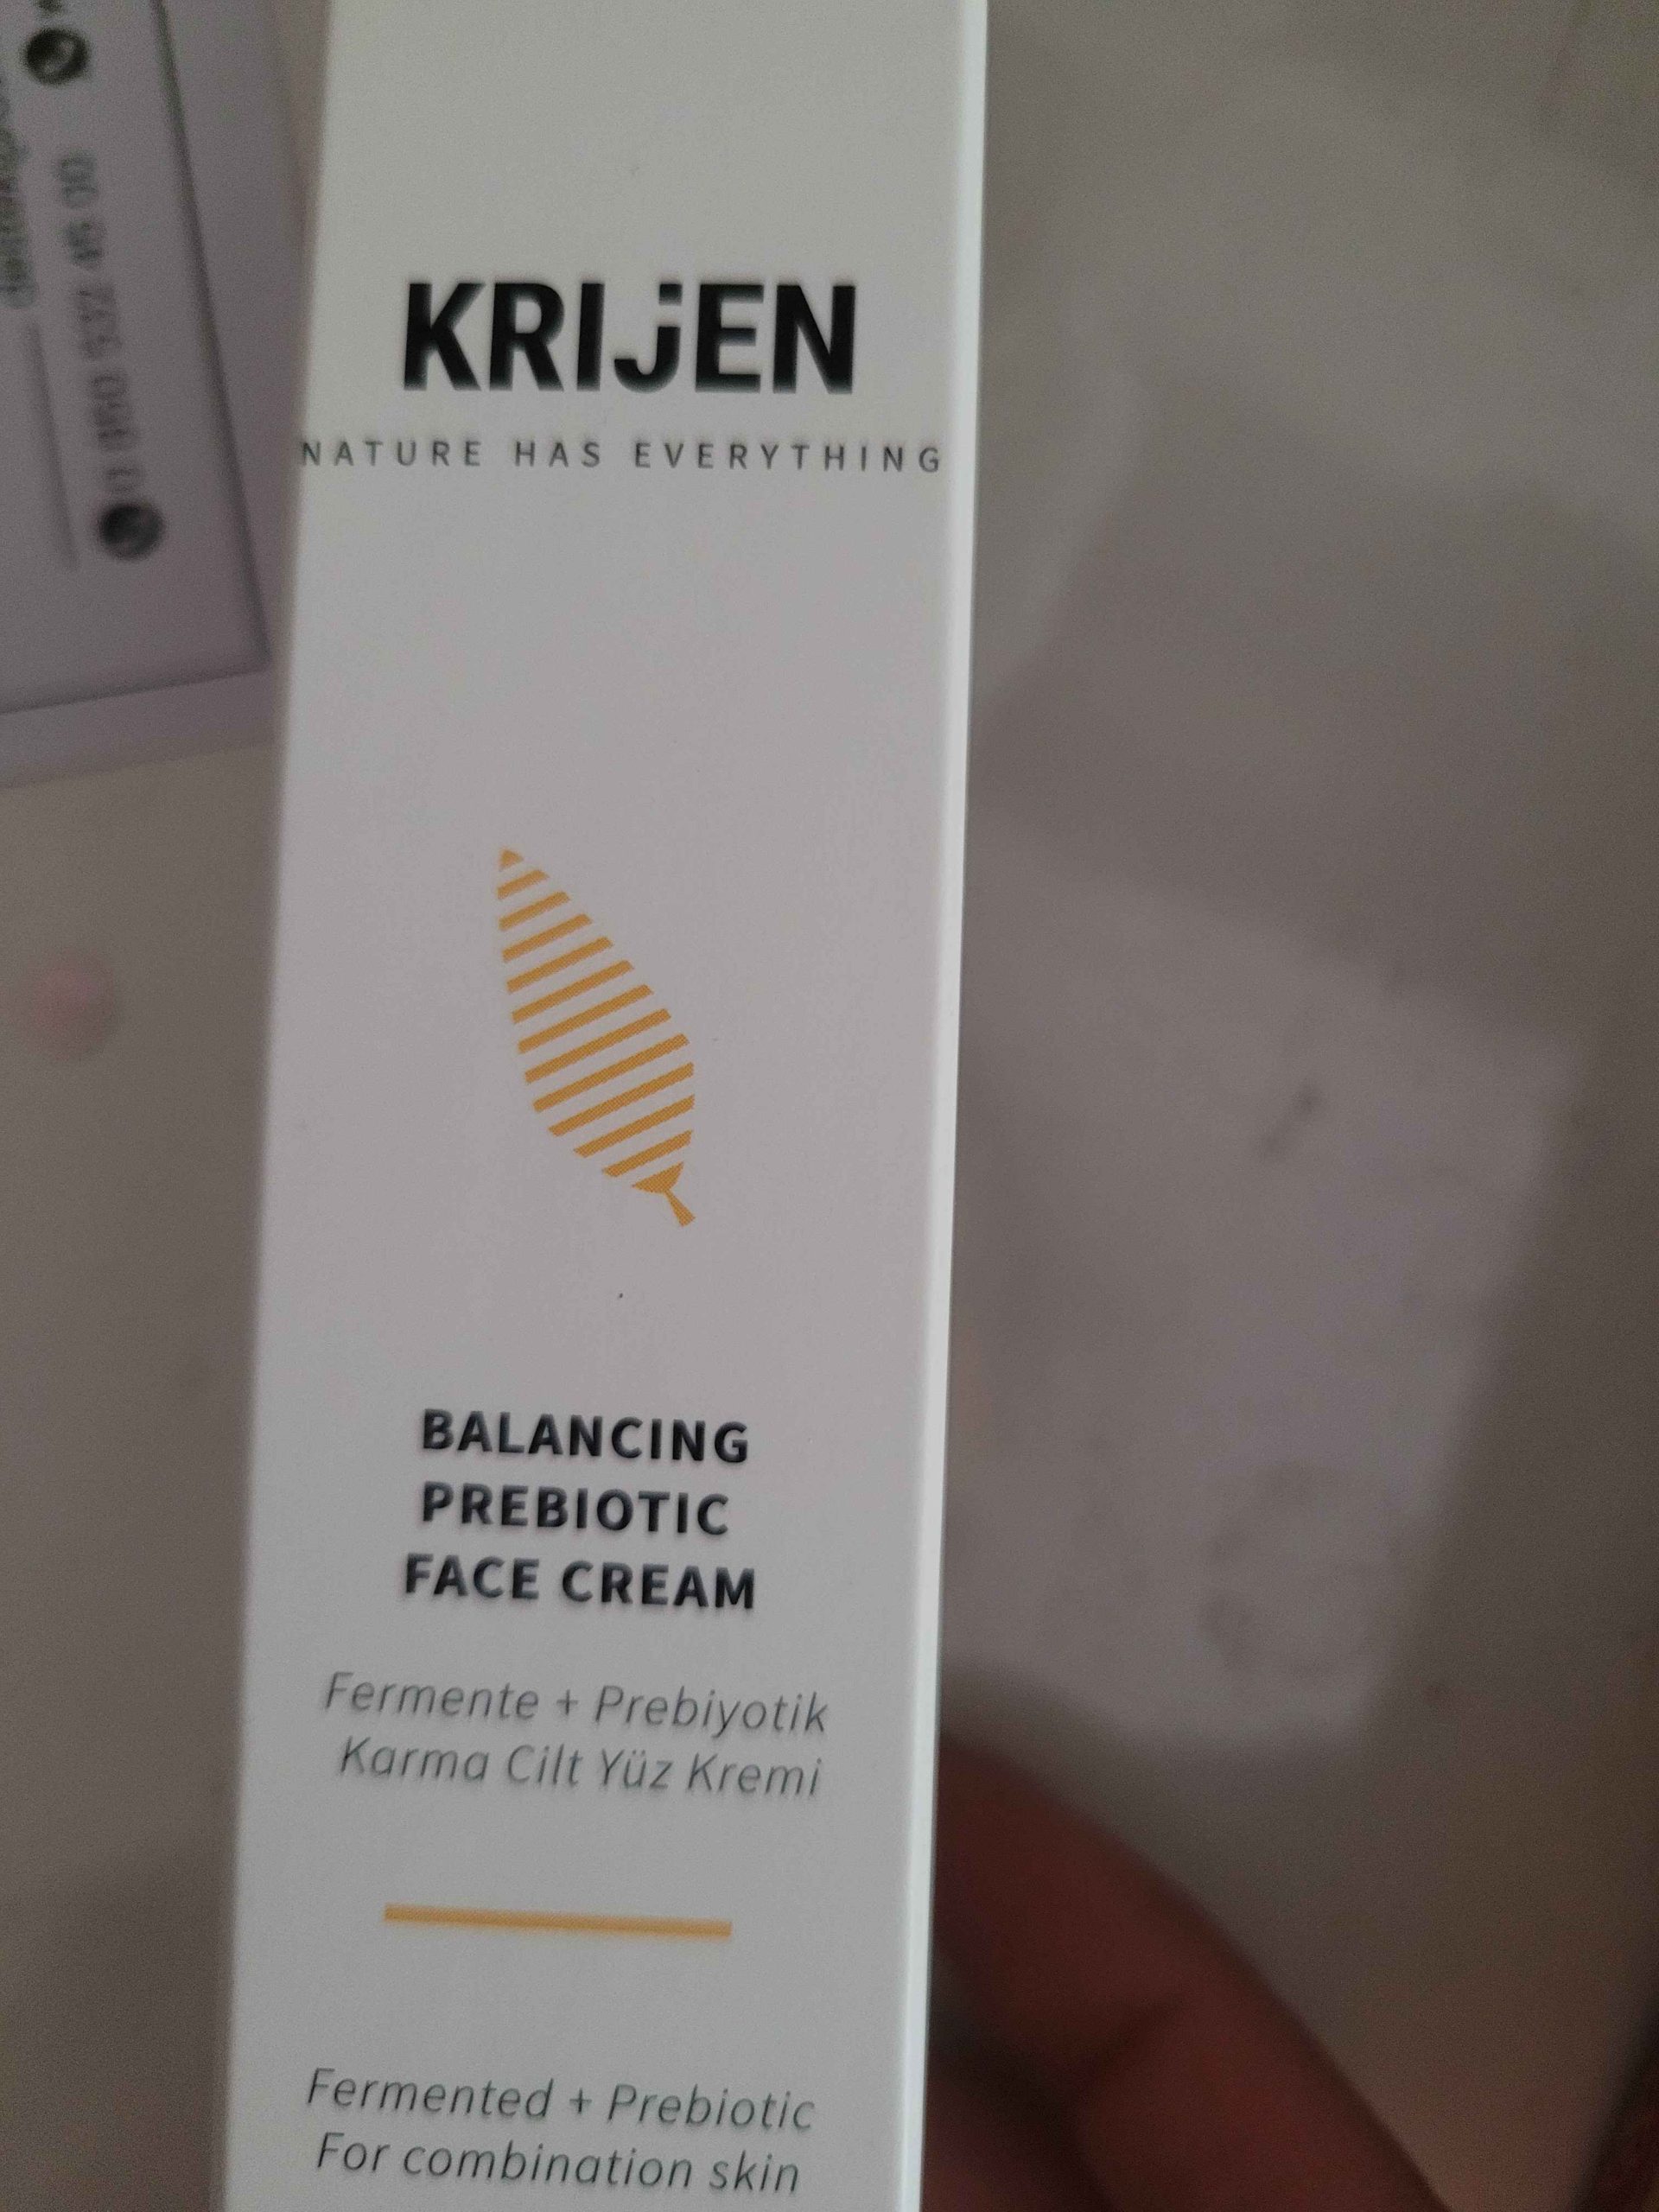 KRIJEN
NATURE HAS EVERYTHING
BALANCING
PREBIOTIC
FACE CREAM
Fermente + Prebiyotik
Karma Cilt Yüz Kremi
Fermented + Prebiotic
For combination skin